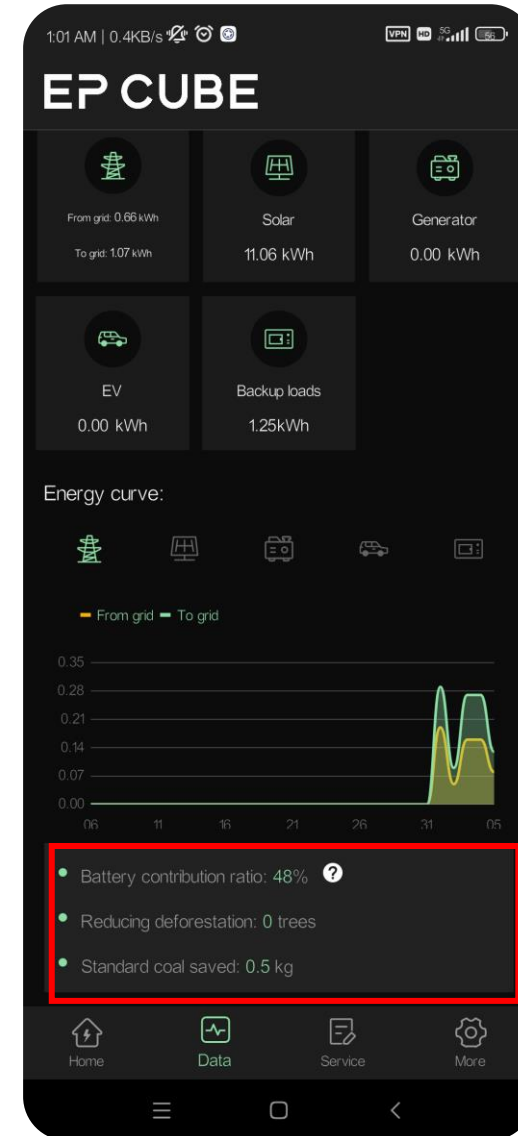 1:01 AM | 0.4KB/s
VPN HD 5G 56
EP CUBE
From grid: 0.66 kWh
To grid: 1.07 kWh
Solar
11.06 kWh
Generator
0.00 kWh
EV
0.00 kWh
Backup loads
1.25kWh
Energy curve:
From grid To grid
0.35
0.28
0.21
0.14
0.07
0.00
06 11 16 21 26 31 05
Battery contribution ratio: 48% ?
Reducing deforestation: 0 trees
Standard coal saved: 0.5 kg
Home Data Service More